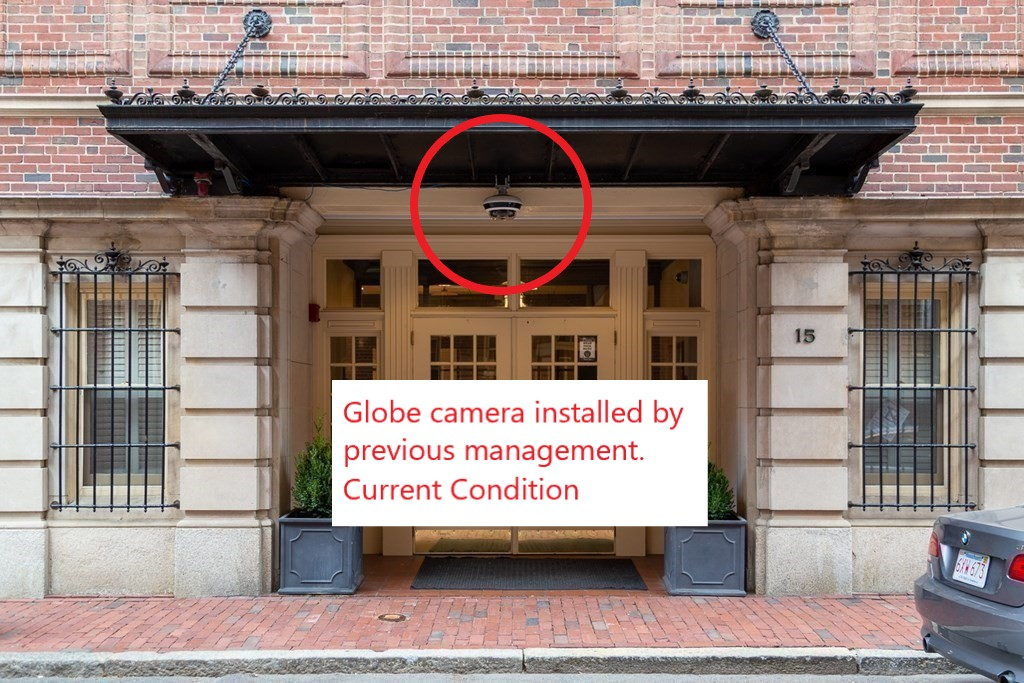 15
Globe camera installed by
previous management.
Current Condition